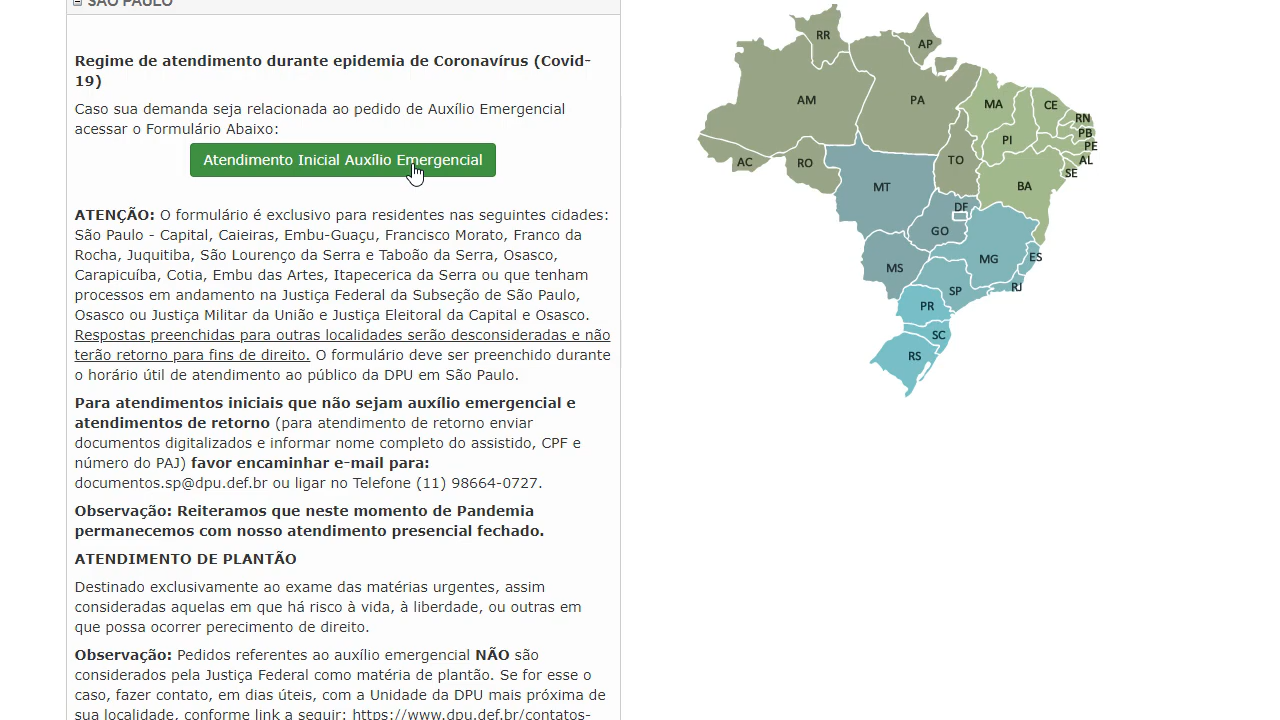 SÃO PAULO
Regime de atendimento durante epidemia de Coronavírus (Covid-
19)
Caso sua demanda seja relacionada ao pedido de Auxílio Emergencial
acessar o Formulário Abaixo:
Atendimento Inicial Auxílio Emergencial
ATENÇÃO: O formulário é exclusivo para residentes nas seguintes cidades:
São Paulo - Capital, Caieiras, Embu-Guaçu, Francisco Morato, Franco da
Rocha, Juquitiba, São Lourenço da Serra e Taboão da Serra, Osasco,
Carapicuíba, Cotia, Embu das Artes, Itapecerica da Serra ou que tenham
processos em andamento na Justiça Federal da Subseção de São Paulo,
Osasco ou Justiça Militar da União e Justiça Eleitoral da Capital e Osasco.
Respostas preenchidas para outras localidades serão desconsideradas e não
terão retorno para fins de direito. O formulário deve ser preenchido durante
o horário útil de atendimento ao público da DPU em São Paulo.
Para atendimentos iniciais que não sejam auxílio emergencial e
atendimentos de retorno (para atendimento de retorno enviar
documentos digitalizados e informar nome completo do assistido, CPF e
número do PAJ) favor encaminhar e-mail para:
documentos.sp@dpu.def.br ou ligar no Telefone (11) 98664-0727.
Observação: Reiteramos que neste momento de Pandemia
permanecemos com nosso atendimento presencial fechado.
ATENDIMENTO DE PLANTÃO
Destinado exclusivamente ao exame das matérias urgentes, assim
consideradas aquelas em que há risco à vida, à liberdade, ou outras em
que possa ocorrer perecimento de direito.
Observação: Pedidos referentes ao auxílio emergencial NÃO são
considerados pela Justiça Federal como matéria de plantão. Se for esse o
caso, fazer contato, em dias úteis, com a Unidade da DPU mais próxima de
sua localidade, conforme link a seguir: https://www.dpu.def.br/contatos-
RR
AP
AM
PA
MA
CE
RN
PB
PE
AL
SE
PI
AC
RO
TO
BA
MT
DF
GO
MG
ES
MS
SP
RJ
PR
SC
RS